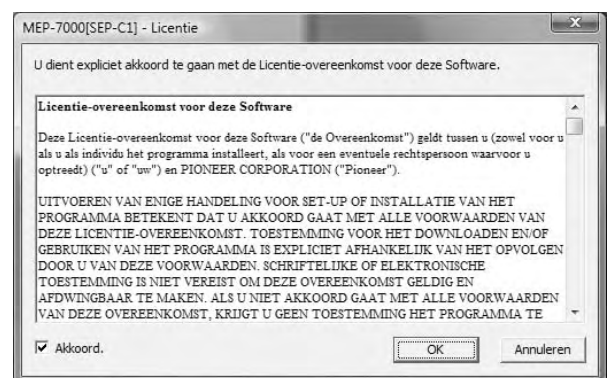 MEP-7000[SEP-C1] - Licentie
U dient expliciet akkoord te gaan met de Licentie-overeenkomst voor deze Software.
Licentie-overeenkomst voor deze Software
Deze Licentie-overeenkomst voor deze Software ("de Overeenkomst") geldt tussen u (zowel voor u
als u als individu het programma installeert, als voor een eventuele rechtspersoon waarvoor u
optreedt) ("u" of "uw") en PIONEER CORPORATION ("Pioneer").
UITVOEREN VAN ENIGE HANDELING VOOR SET-UP OF INSTALLATIE VAN HET
PROGRAMMA BETEKENT DAT U AKKOORD GAAT MET ALLE VOORWAARDEN VAN
DEZE LICENTIE-OVEREENKOMST. TOESTEMMING VOOR HET DOWNLOADEN EN/OF
GEBRUIKEN VAN HET PROGRAMMA IS EXPLICIET AFHANKELIJK VAN HET OPVOLGEN
DOOR U VAN DEZE VOORWAARDEN. SCHRIFTELIJKE OF ELEKTRONISCHE
TOESTEMMING IS NIET VEREIST OM DEZE OVEREENKOMST GELDIG EN
AFDWINGBAAR TE MAKEN. ALS U NIET AKKOORD GAAT MET ALLE VOORWAARDEN
VAN DEZE OVEREENKOMST, KRIJGT U GEEN TOESTEMMING HET PROGRAMMA TE
Akkoord.
OK
Annuleren